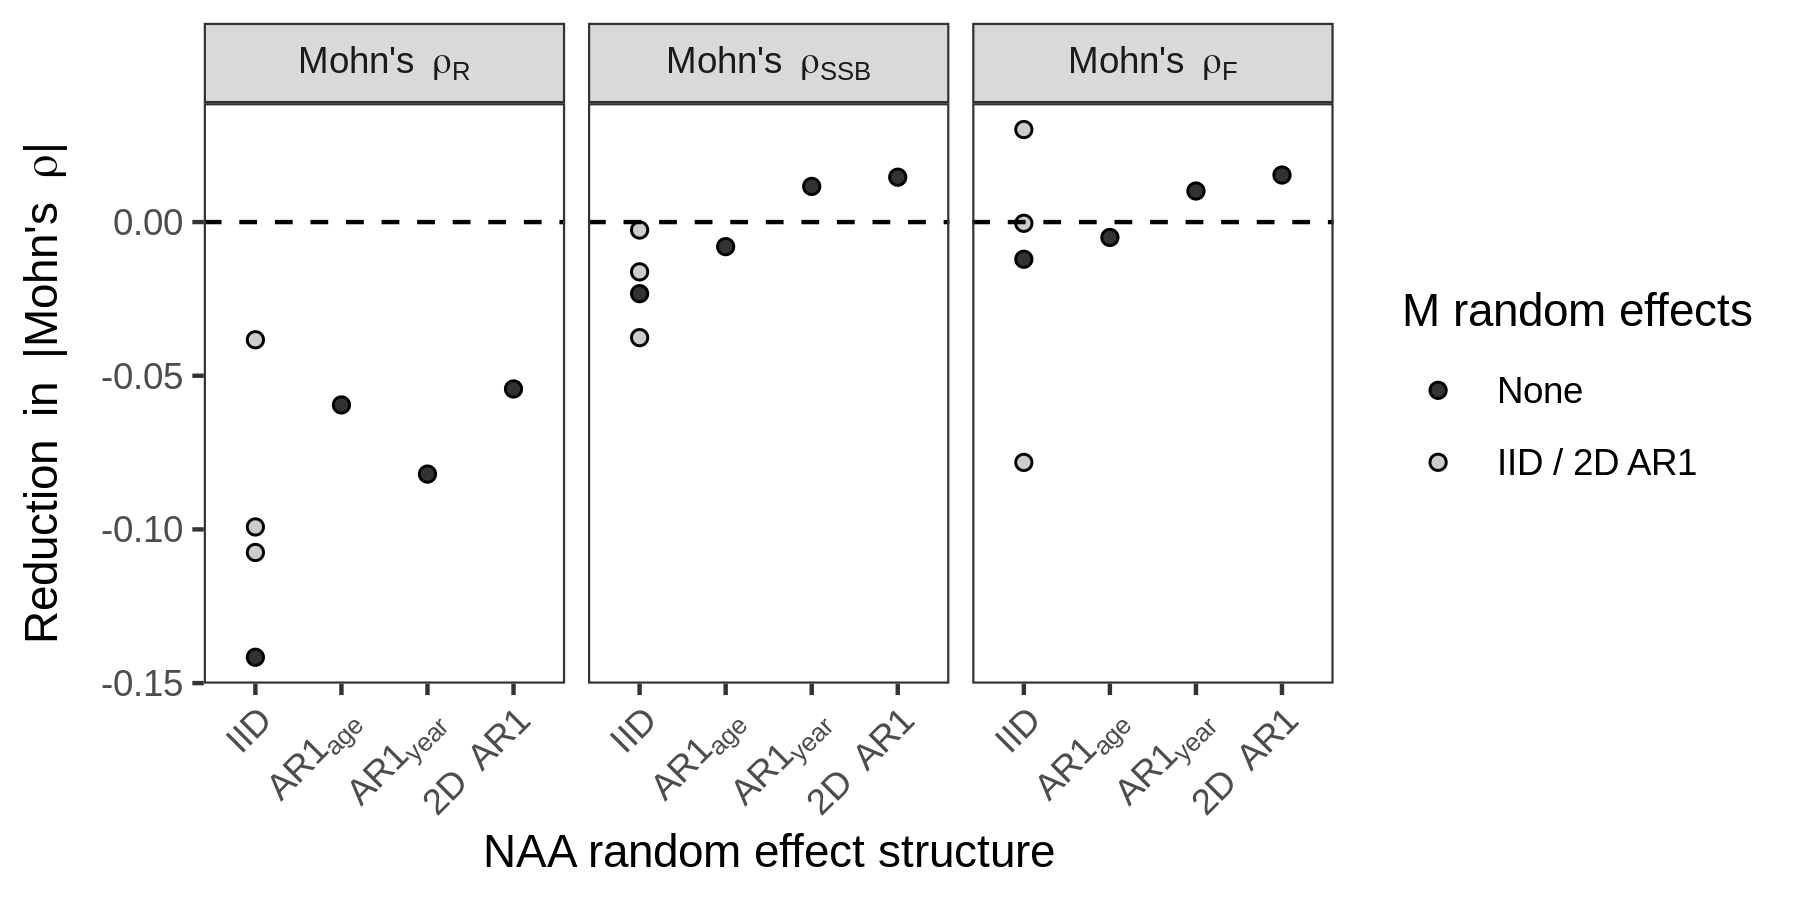 Mohn's ρR
Mohn's ρSSB
Mohn's ρF
Reduction in |Mohn's ρ|
0.00
-0.05
-0.10
-0.15
IID
AR1age
AR1year
2D AR1
IID
AR1age
AR1year
2D AR1
IID
AR1age
AR1year
2D AR1
NAA random effect structure
M random effects
None
IID / 2D AR1